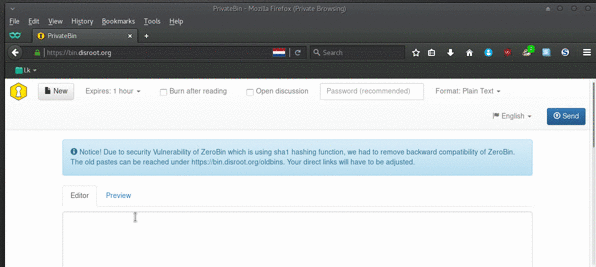 PrivateBin - Mozilla Firefox (Private Browsing)
File Edit View History Bookmarks Tools Help
PrivateBin
https://bin.disroot.org Search
Lk
New Expires: 1 hour Burn after reading Open discussion Password (recommended) Format: Plain Text
English Send
Notice! Due to security Vulnerability of ZeroBin which is using sha1 hashing function, we had to remove backward compatibility of ZeroBin.
The old pastes can be reached under https://bin.disroot.org/oldbins. Your direct links will have to be adjusted.
Editor Preview